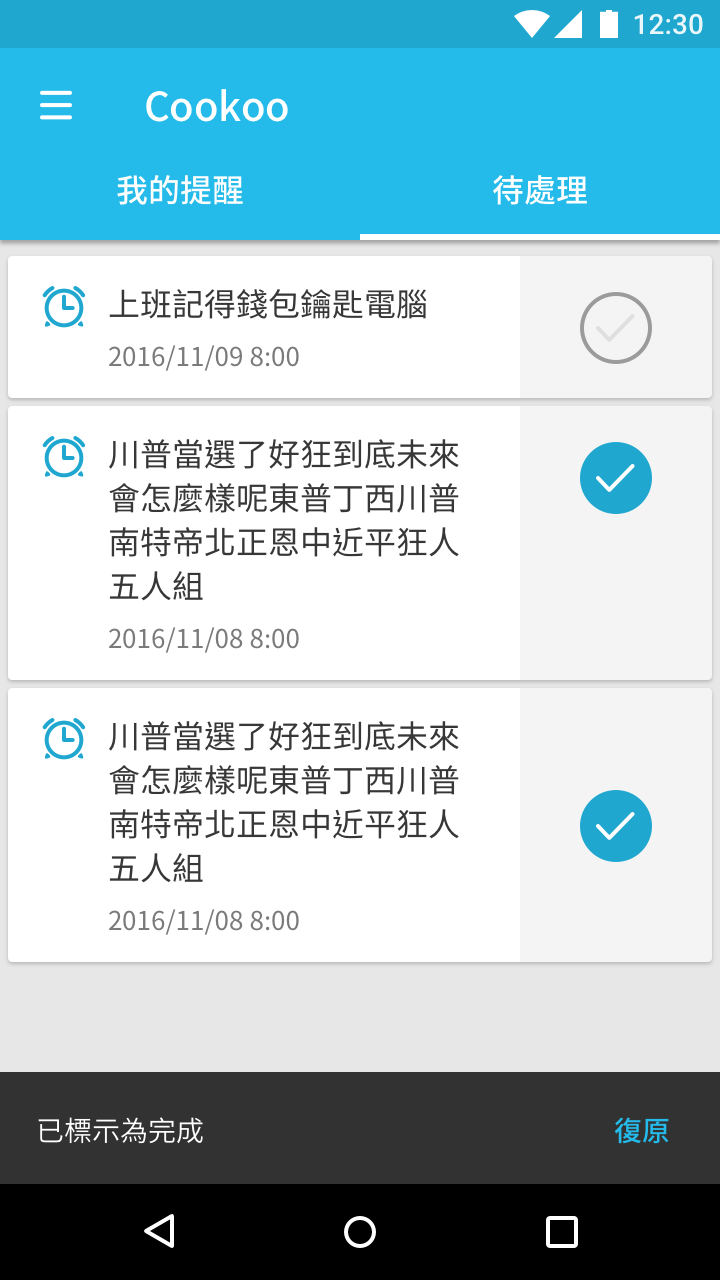 12:30
Cookoo
我的提醒
待處理
上班記得錢包鑰匙電腦
2016/11/09 8:00
川普當選了好狂到底未來
會怎麼樣呢東普丁西川普
南特帝北正恩中近平狂人
五人組
2016/11/08 8:00
川普當選了好狂到底未來
會怎麼樣呢東普丁西川普
南特帝北正恩中近平狂人
五人組
2016/11/08 8:00
已標示為完成
復原